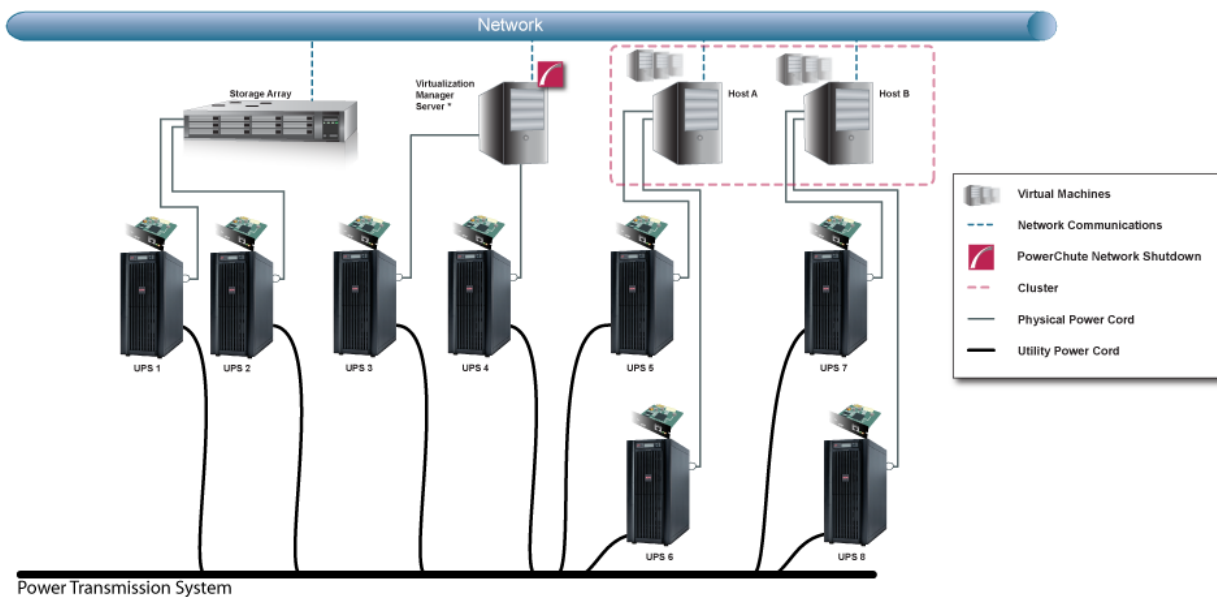 Network
Storage Array
Virtualization
Manager
Server *
Host A
Host B
Virtual Machines
Network Communications
PowerChute Network Shutdown
Cluster
Physical Power Cord
Utility Power Cord
UPS 1
UPS 2
UPS 3
UPS 4
UPS 5
UPS 7
UPS 6
UPS 8
Power Transmission System